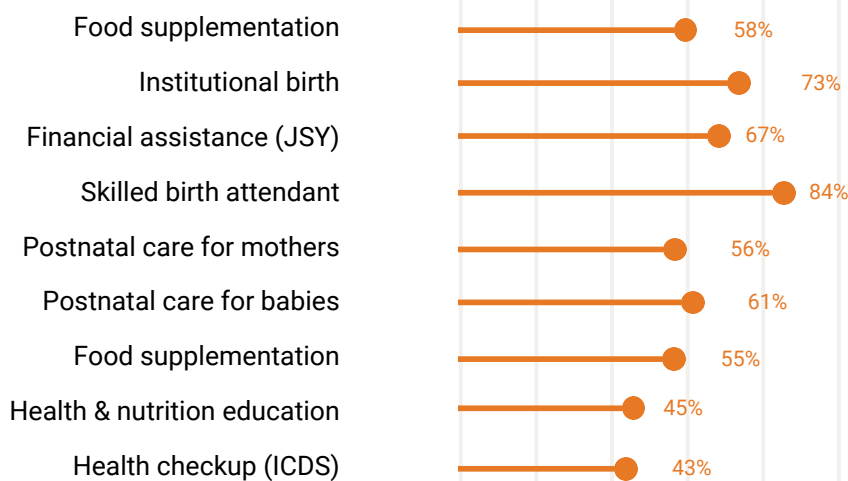 Food supplementation 58%
Institutional birth 73%
Financial assistance (JSY) 67%
Skilled birth attendant 84%
Postnatal care for mothers 56%
Postnatal care for babies 61%
Food supplementation 55%
Health & nutrition education 45%
Health checkup (ICDS) 43%